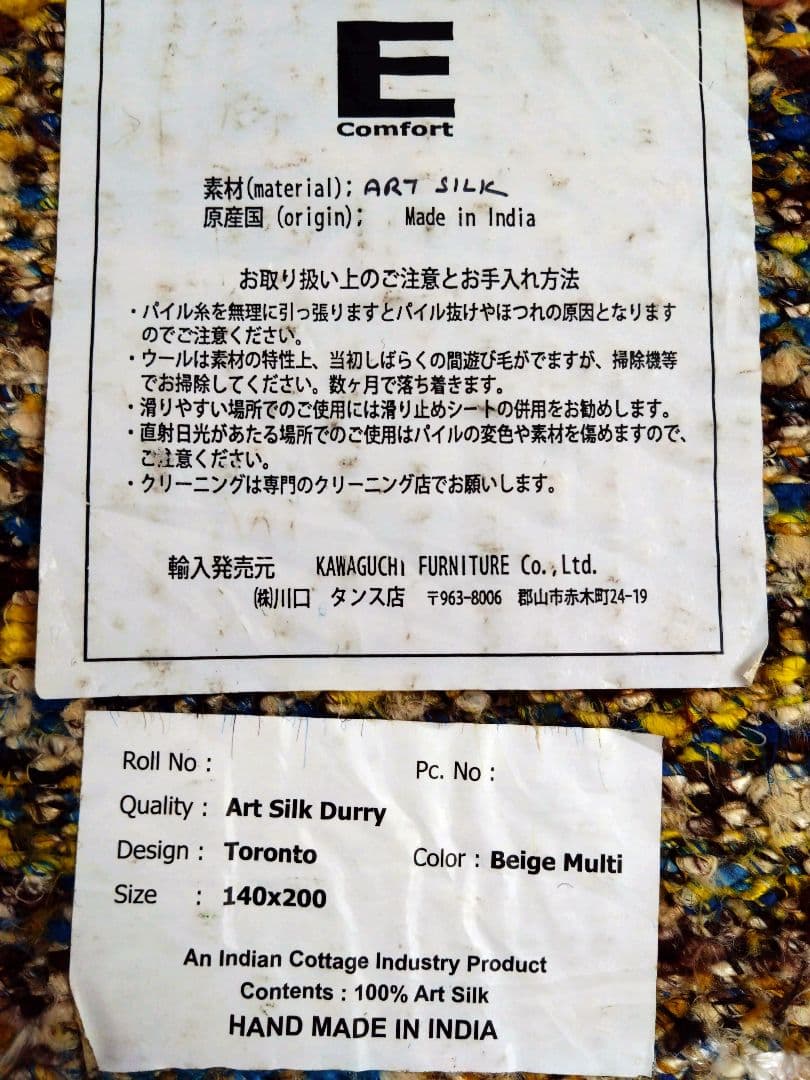 E
Comfort
素材(material); ART SILK
原産国 (origin); Made in India
お取り扱い上のご注意とお手入れ方法
・パイル糸を無理に引っ張りますとパイル抜けやほつれの原因となります
のでご注意ください。
・ウールは素材の特性上、当初しばらくの間遊び毛がでますが、掃除機等
でお掃除してください。数ヶ月で落ち着きます。
・滑りやすい場所でのご使用には滑り止めシートの併用をお勧めします。
・直射日光があたる場所でのご使用はパイルの変色や素材を傷めますので、
ご注意ください。
・クリーニングは専門のクリーニング店でお願いします。
輸入発売元 KAWAGUCHi FURNITURE Co.,Ltd.
㈱川口 タンス店 〒963-8006 郡山市赤木町24-19
Roll No : Pc. No :
Quality : Art Silk Durry
Design : Toronto Color : Beige Multi
Size : 140x200
An Indian Cottage Industry Product
Contents : 100% Art Silk
HAND MADE IN INDIA